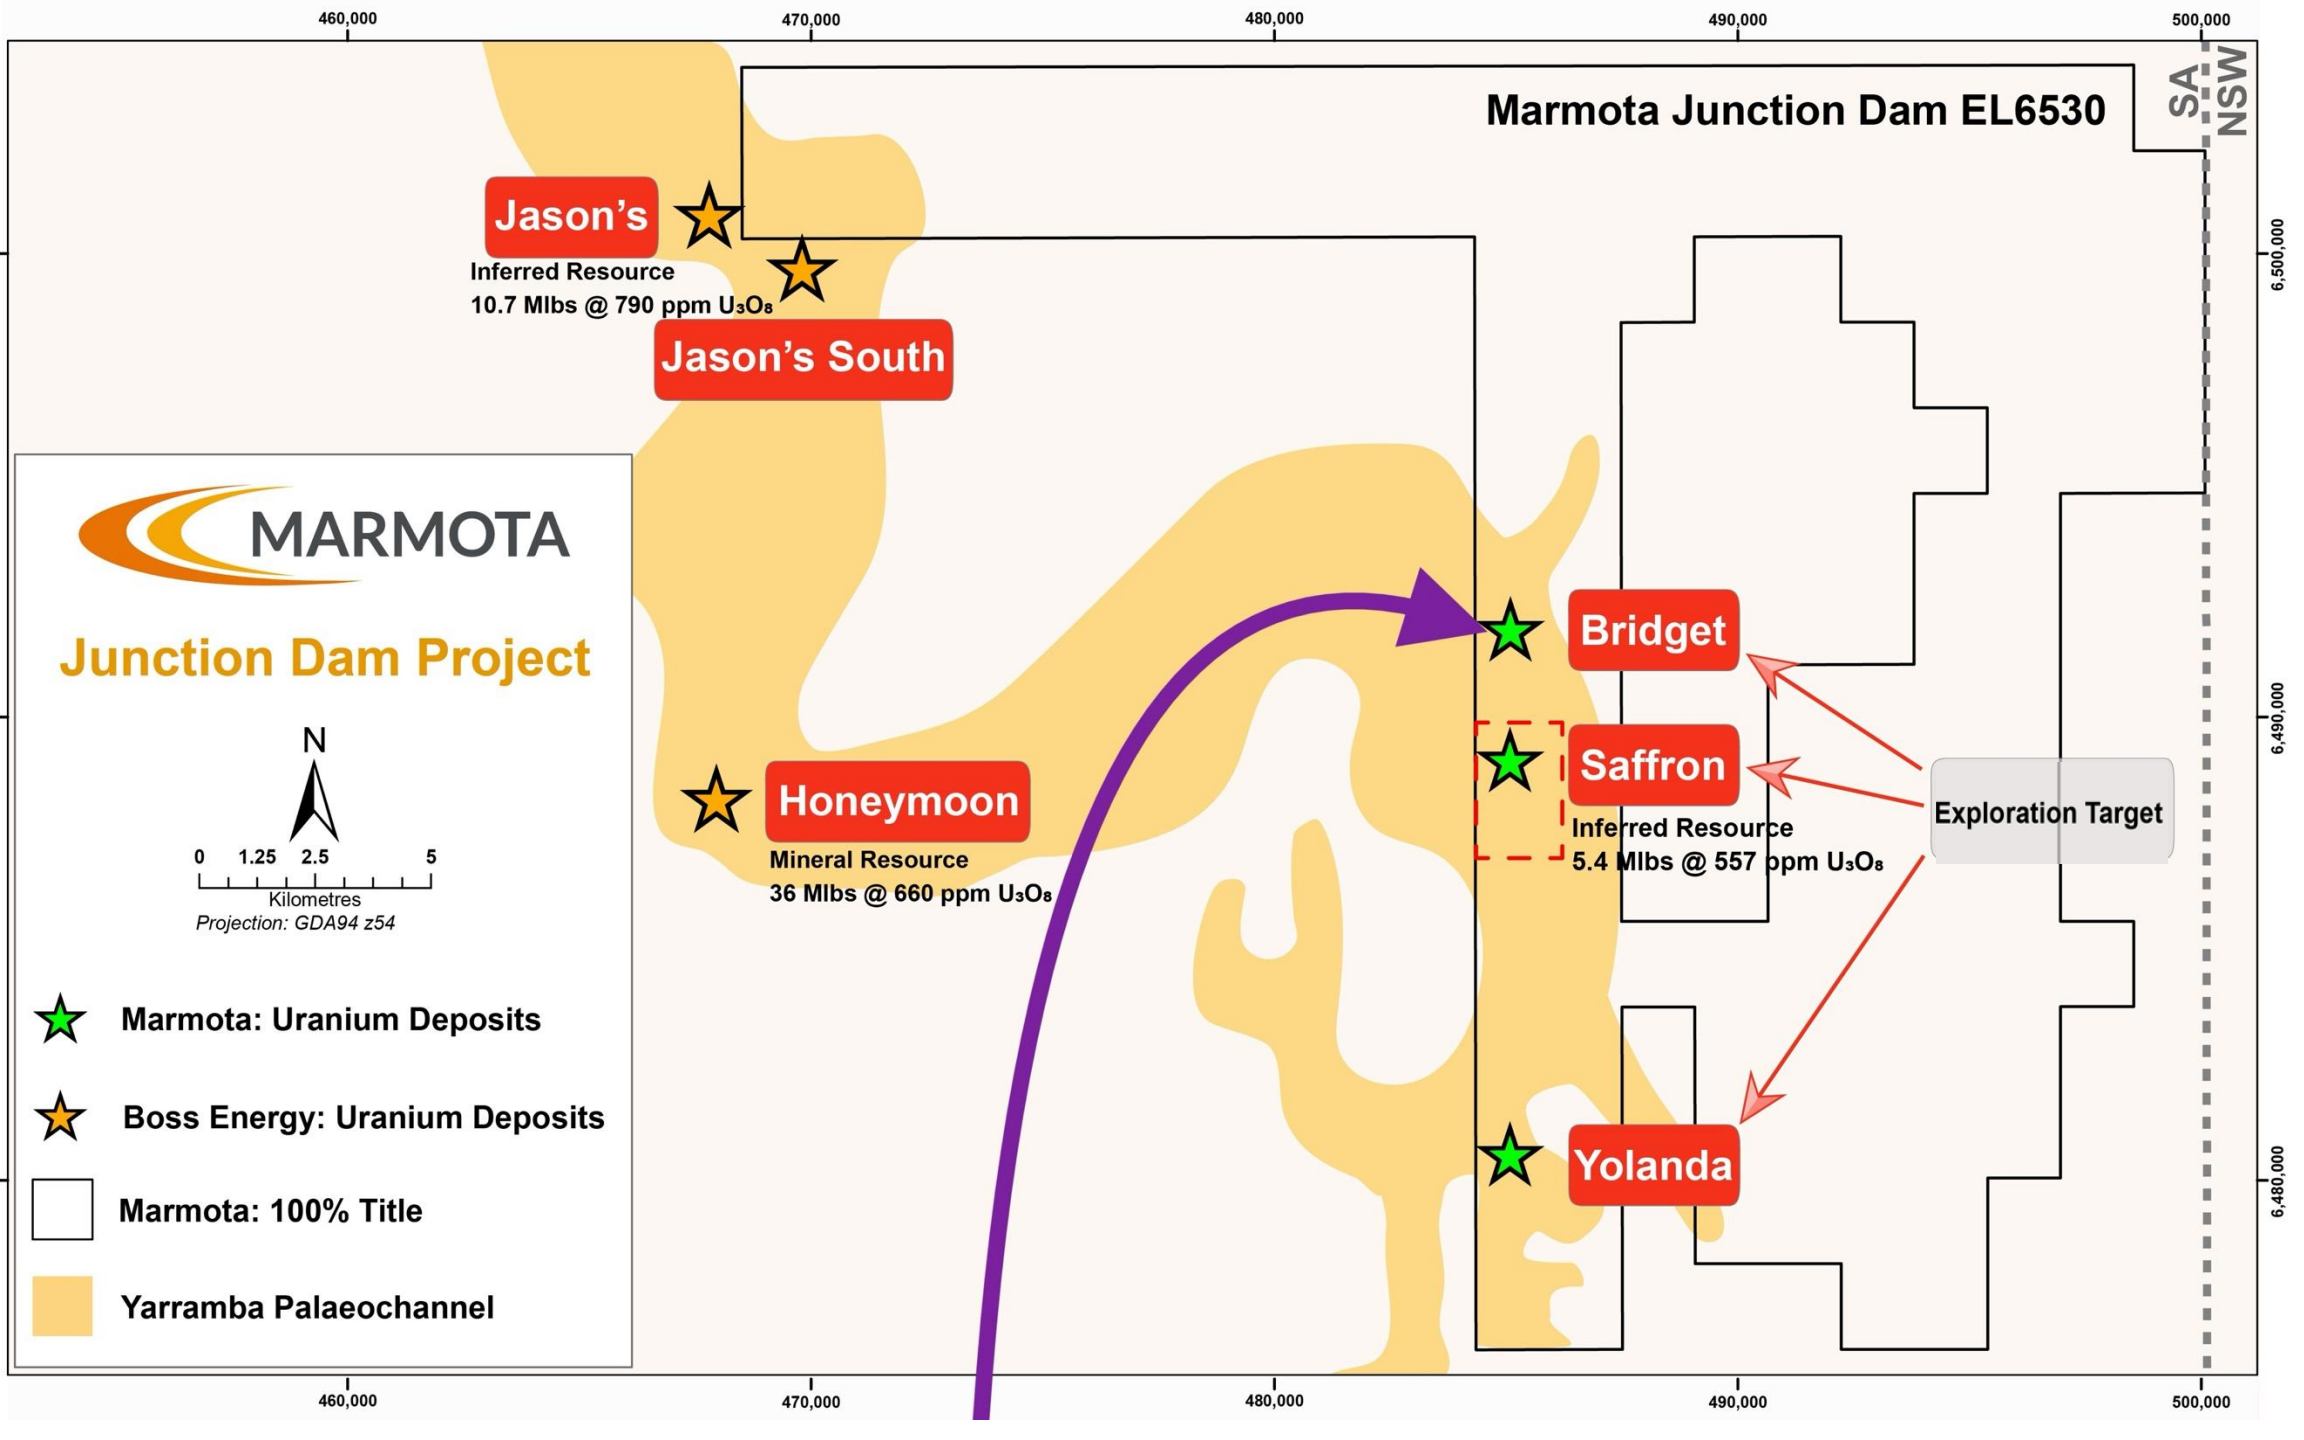 460,000
470,000
480,000
490,000
500,000
Marmota Junction Dam EL6530
SA
NSW
Jason’s
Inferred Resource
10.7 Mlbs @ 790 ppm U₃O₈
Jason’s South
6,500,000
MARMOTA
Junction Dam Project
N
0 1.25 2.5 5
Kilometres
Projection: GDA94 z54
Bridget
6,490,000
Saffron
Inferred Resource
5.4 Mlbs @ 557 ppm U₃O₈
Exploration Target
Honeymoon
Mineral Resource
36 Mlbs @ 660 ppm U₃O₈
Marmota: Uranium Deposits
Boss Energy: Uranium Deposits
Yolanda
6,480,000
Marmota: 100% Title
Yarramba Palaeochannel
460,000
470,000
480,000
490,000
500,000